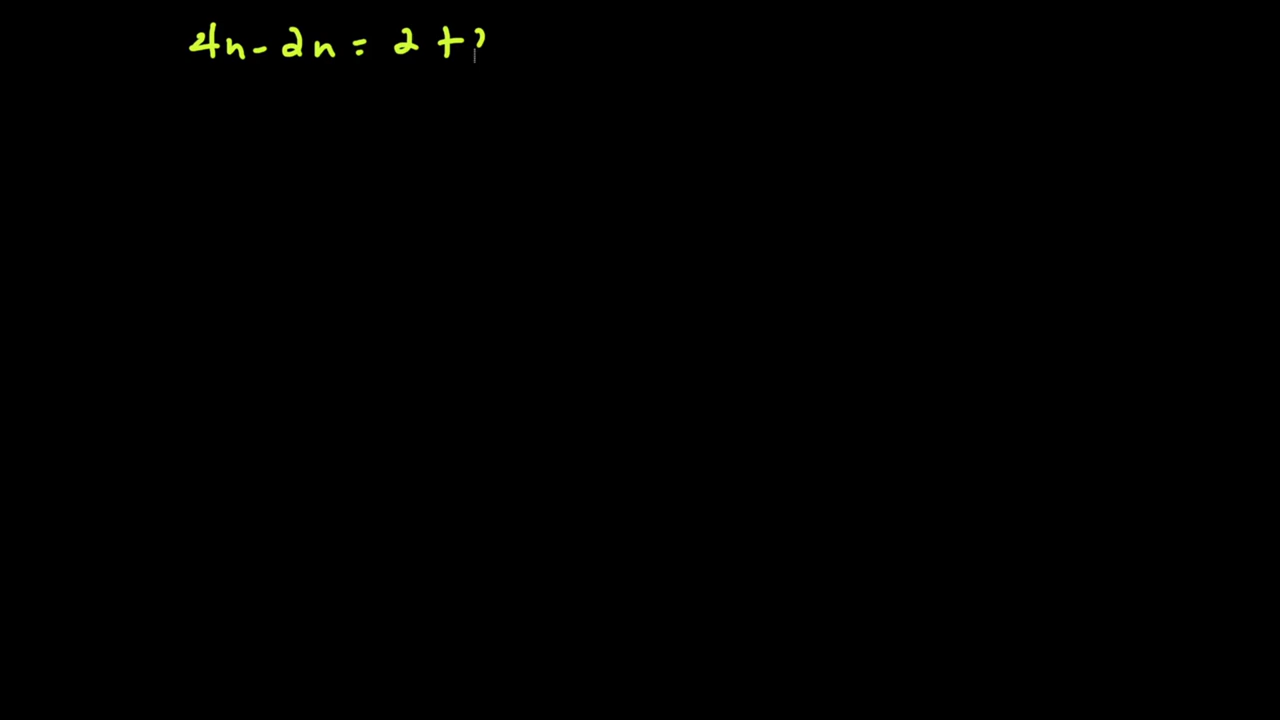 4n - 2n = 2 +